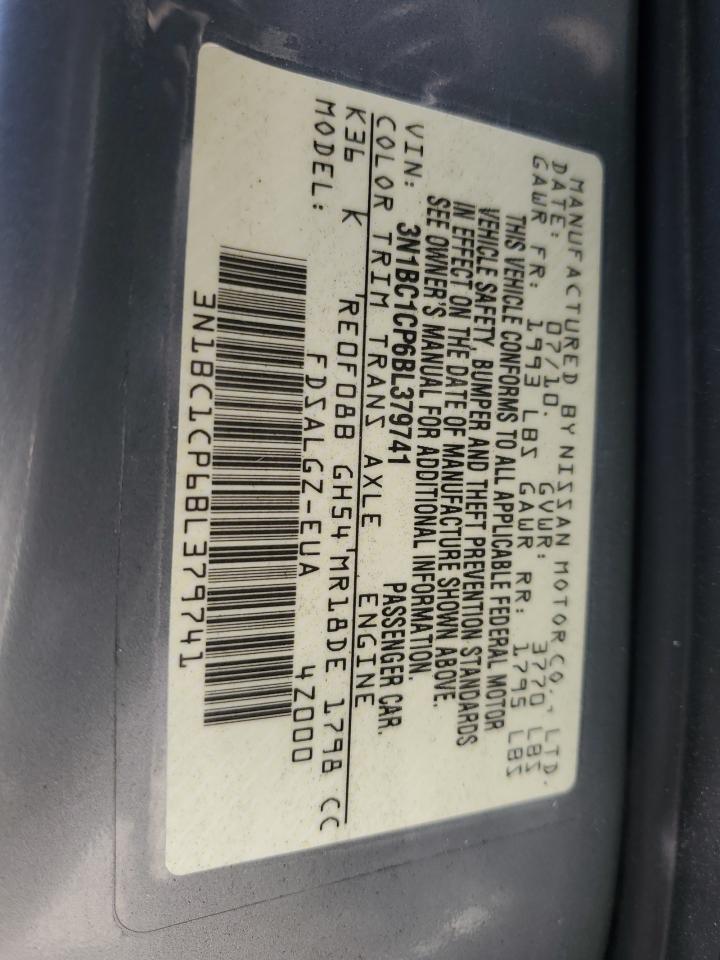 MANUFACTURED BY NISSAN MOTOR CO., LTD.
DATE: 07/10. GVWR: 3770 LBS
GAWR FR: 1993 LBS GAWR RR: 1795 LBS
THIS VEHICLE CONFORMS TO ALL APPLICABLE FEDERAL MOTOR
VEHICLE SAFETY, BUMPER AND THEFT PREVENTION STANDARDS
IN EFFECT ON THE DATE OF MANUFACTURE SHOWN ABOVE.
SEE OWNER'S MANUAL FOR ADDITIONAL INFORMATION.
VIN: 3N1BC1CP6BL379741 PASSENGER CAR.
COLOR TRIM TRANS AXLE ENGINE
K36 K RE0F08B GH54 MR18DE 1798 CC
MODEL: FDSALGZ-EUA 4Z000
3N1BC1CP6BL379741